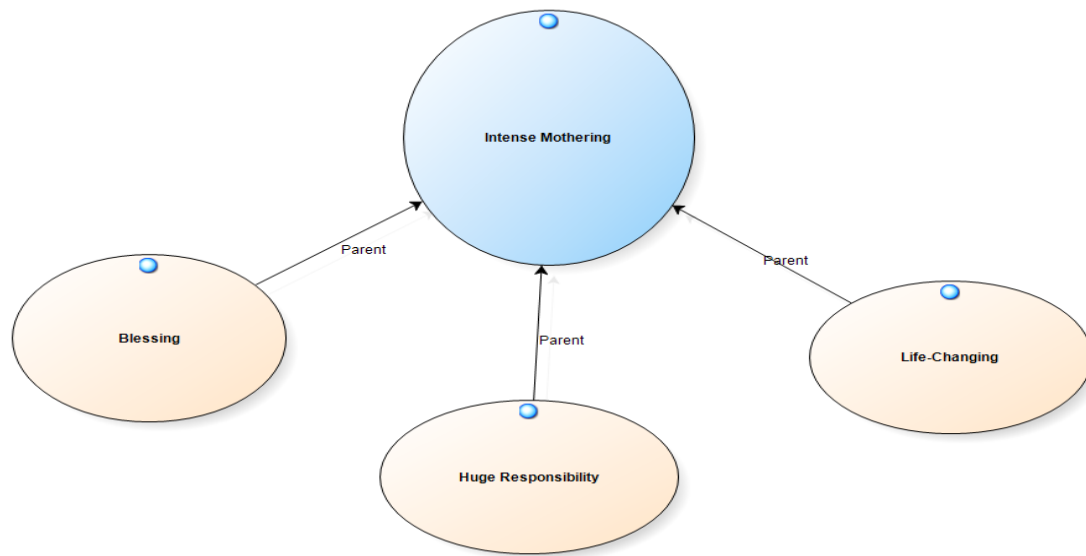 Intense Mothering
Parent
Parent
Parent
Blessing
Life-Changing
Huge Responsibility